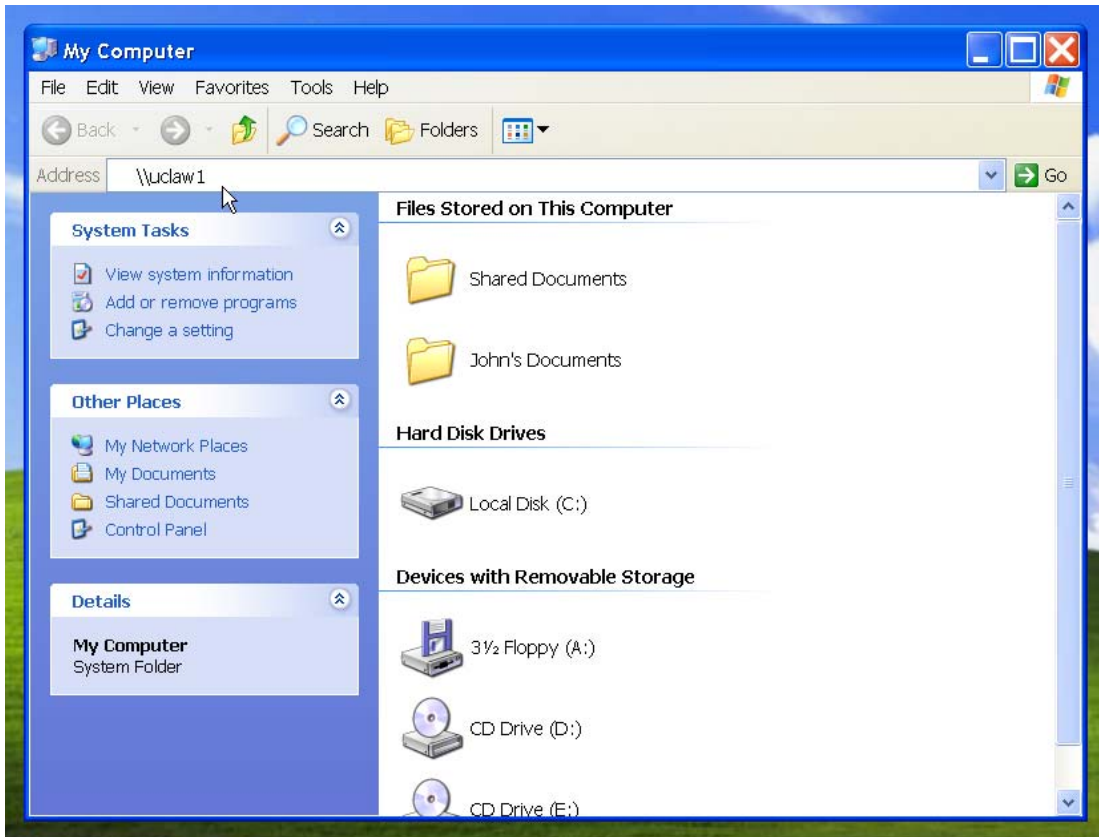 My Computer
File Edit View Favorites Tools Help
Back Search Folders
Address \\uclaw1 Go
System Tasks
View system information
Add or remove programs
Change a setting
Other Places
My Network Places
My Documents
Shared Documents
Control Panel
Details
My Computer
System Folder
Files Stored on This Computer
Shared Documents
John's Documents
Hard Disk Drives
Local Disk (C:)
Devices with Removable Storage
3½ Floppy (A:)
CD Drive (D:)
CD Drive (E:)